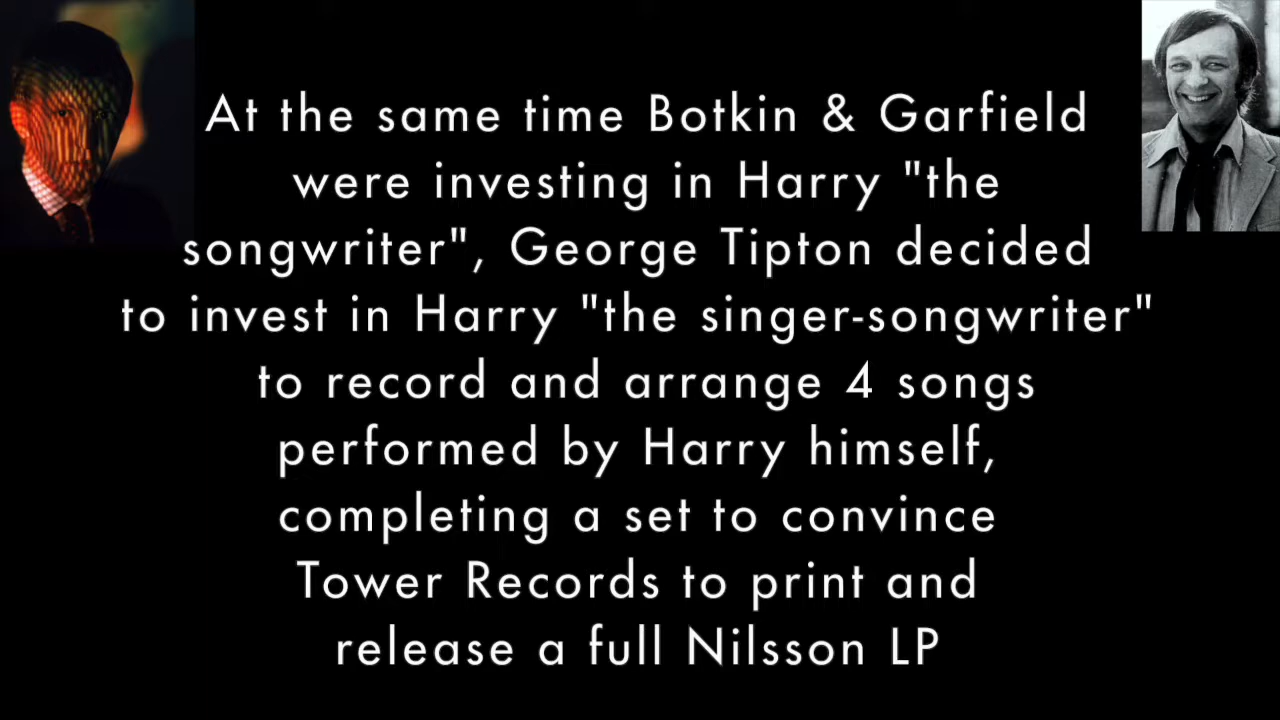 At the same time Botkin & Garfield
were investing in Harry "the
songwriter", George Tipton decided
to invest in Harry "the singer-songwriter"
to record and arrange 4 songs
performed by Harry himself,
completing a set to convince
Tower Records to print and
release a full Nilsson LP